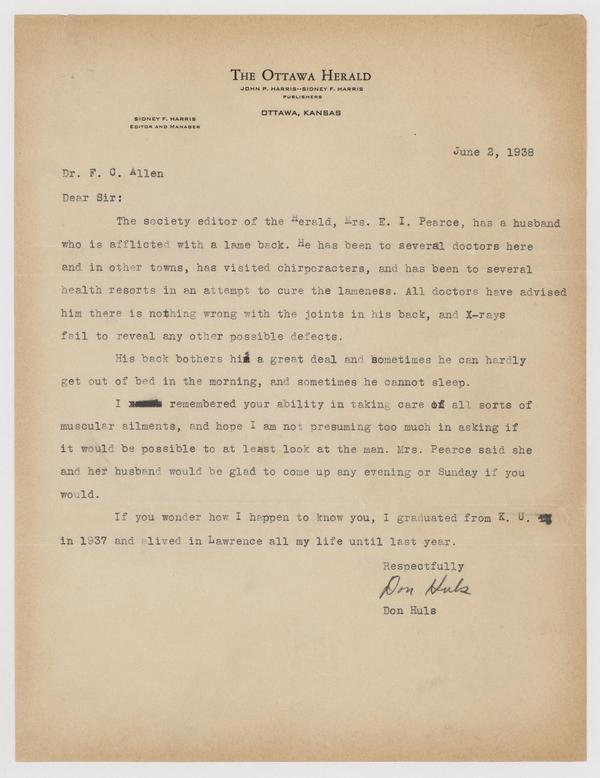 THE OTTAWA HERALD
JOHN P. HARRIS--SIDNEY F. HARRIS
PUBLISHERS
OTTAWA, KANSAS
SIDNEY F. HARRIS
EDITOR AND MANAGER
June 2, 1938
Dr. F. C. Allen
Dear Sir:
The society editor of the Herald, Mrs. E. I. Pearce, has a husband
who is afflicted with a lame back. He has been to several doctors here
and in other towns, has visited chirporacters, and has been to several
health resorts in an attempt to cure the lameness. All doctors have advised
him there is nothing wrong with the joints in his back, and X-rays
fail to reveal any other possible defects.
His back bothers him a great deal and sometimes he can hardly
get out of bed in the morning, and sometimes he cannot sleep.
I remembered your ability in taking care of all sorts of
muscular ailments, and hope I am not presuming too much in asking if
it would be possible to at least look at the man. Mrs. Pearce said she
and her husband would be glad to come up any evening or Sunday if you
would.
If you wonder how I happen to know you, I graduated from K. U.
in 1937 and lived in Lawrence all my life until last year.
Respectfully
Don Huls
Don Huls